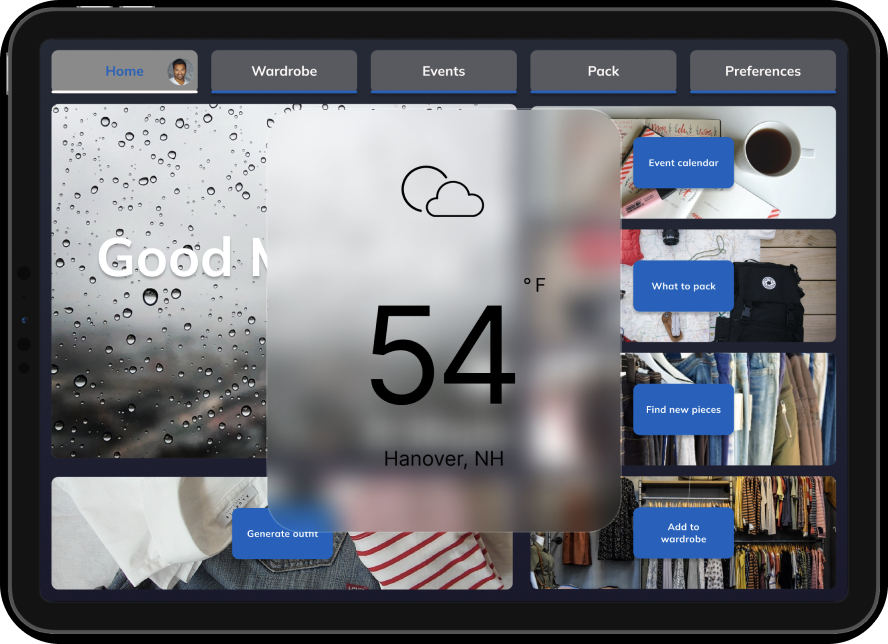 Home
Wardrobe
Events
Pack
Preferences
Good M
Event calendar
What to pack
Find new pieces
Add to
wardrobe
Generate outfit
°F
54
Hanover, NH